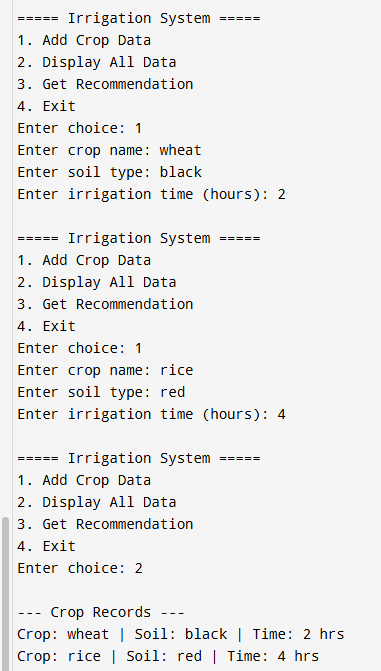 ===== Irrigation System =====
1. Add Crop Data
2. Display All Data
3. Get Recommendation
4. Exit
Enter choice: 1
Enter crop name: wheat
Enter soil type: black
Enter irrigation time (hours): 2

===== Irrigation System =====
1. Add Crop Data
2. Display All Data
3. Get Recommendation
4. Exit
Enter choice: 1
Enter crop name: rice
Enter soil type: red
Enter irrigation time (hours): 4

===== Irrigation System =====
1. Add Crop Data
2. Display All Data
3. Get Recommendation
4. Exit
Enter choice: 2

--- Crop Records ---
Crop: wheat | Soil: black | Time: 2 hrs
Crop: rice | Soil: red | Time: 4 hrs